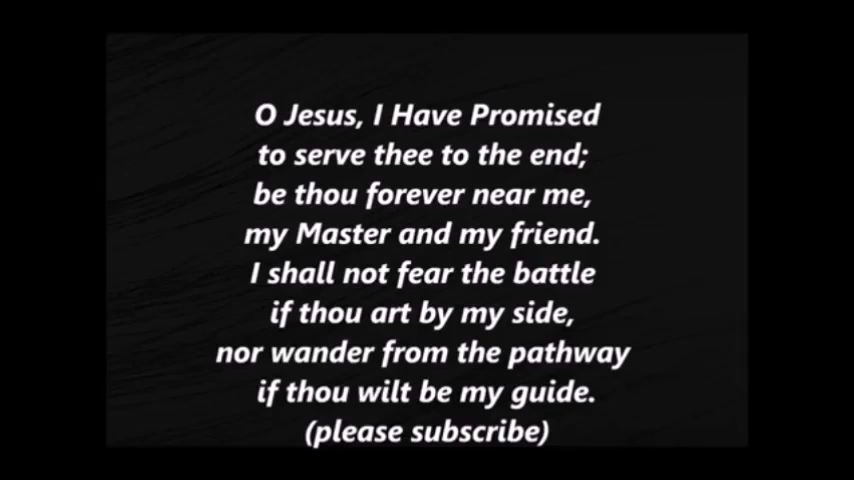 O Jesus, I Have Promised
to serve thee to the end;
be thou forever near me,
my Master and my friend.
I shall not fear the battle
if thou art by my side,
nor wander from the pathway
if thou wilt be my guide.
(please subscribe)